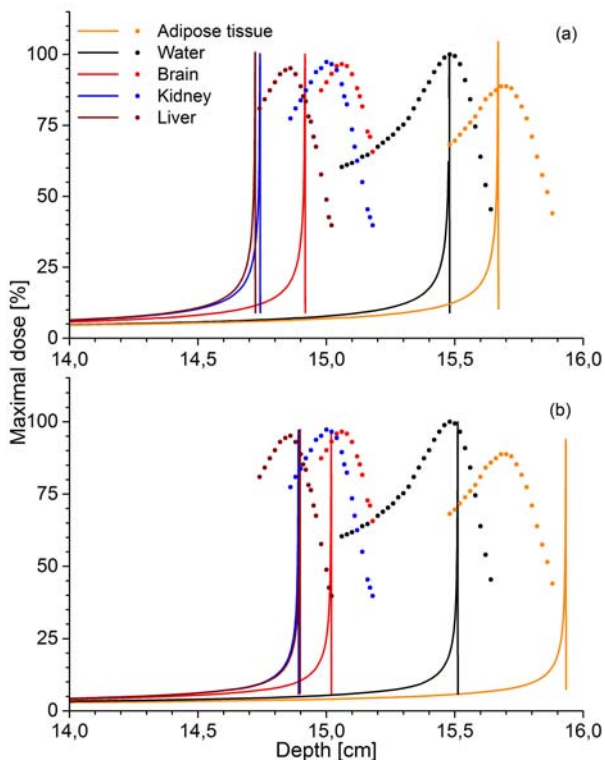 Adipose tissue
Water
Brain
Kidney
Liver
(a)
100
75
50
25
0
14,0 14,5 15,0 15,5 16,0
(b)
100
75
50
25
0
14,0 14,5 15,0 15,5 16,0
Maximal dose [%]
Depth [cm]